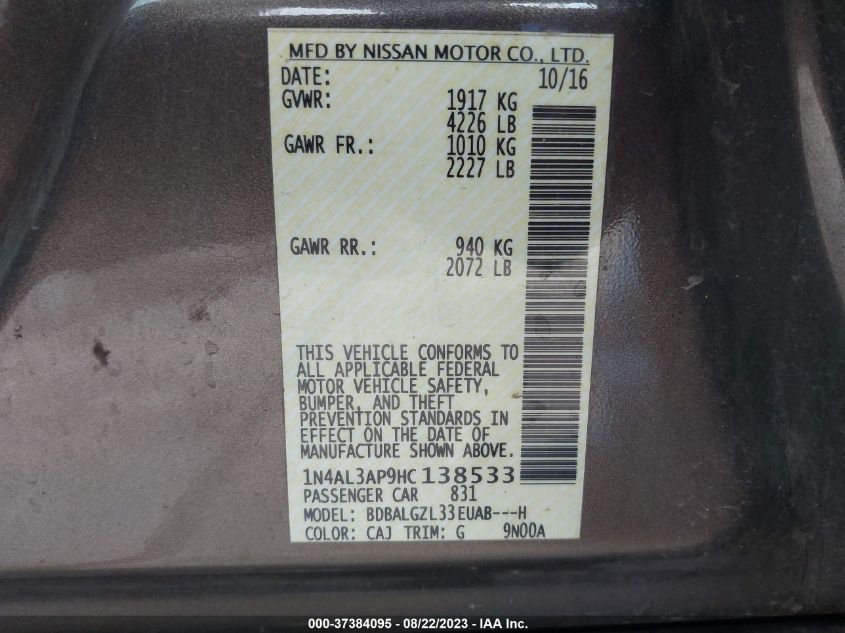 MFD BY NISSAN MOTOR CO., LTD.
DATE: 10/16
GVWR: 1917 KG
4226 LB
GAWR FR.: 1010 KG
2227 LB
GAWR RR.: 940 KG
2072 LB
THIS VEHICLE CONFORMS TO
ALL APPLICABLE FEDERAL
MOTOR VEHICLE SAFETY,
BUMPER, AND THEFT
PREVENTION STANDARDS IN
EFFECT ON THE DATE OF
MANUFACTURE SHOWN ABOVE.
1N4AL3AP9HC138533
PASSENGER CAR 831
MODEL: BDBALGZL33EUAB---H
COLOR: CAJ TRIM: G 9N00A
000-37384095 - 08/22/2023 - IAA Inc.